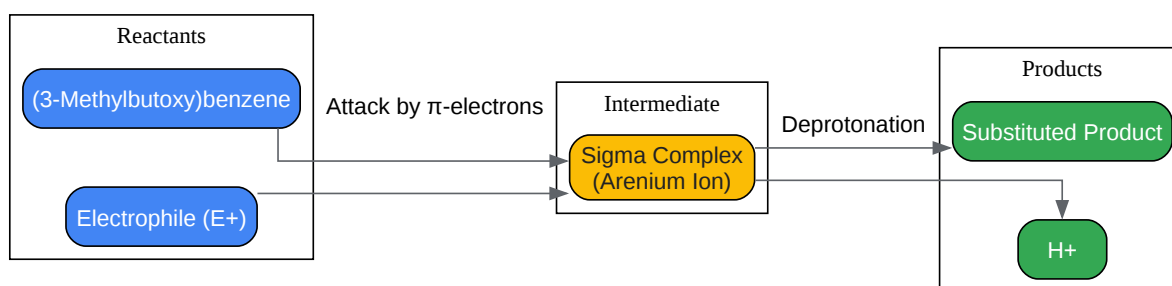 Reactants
(3-Methylbutoxy)benzene
Electrophile (E+)
Attack by π-electrons
Intermediate
Sigma Complex
(Arenium Ion)
Deprotonation
Products
Substituted Product
H+